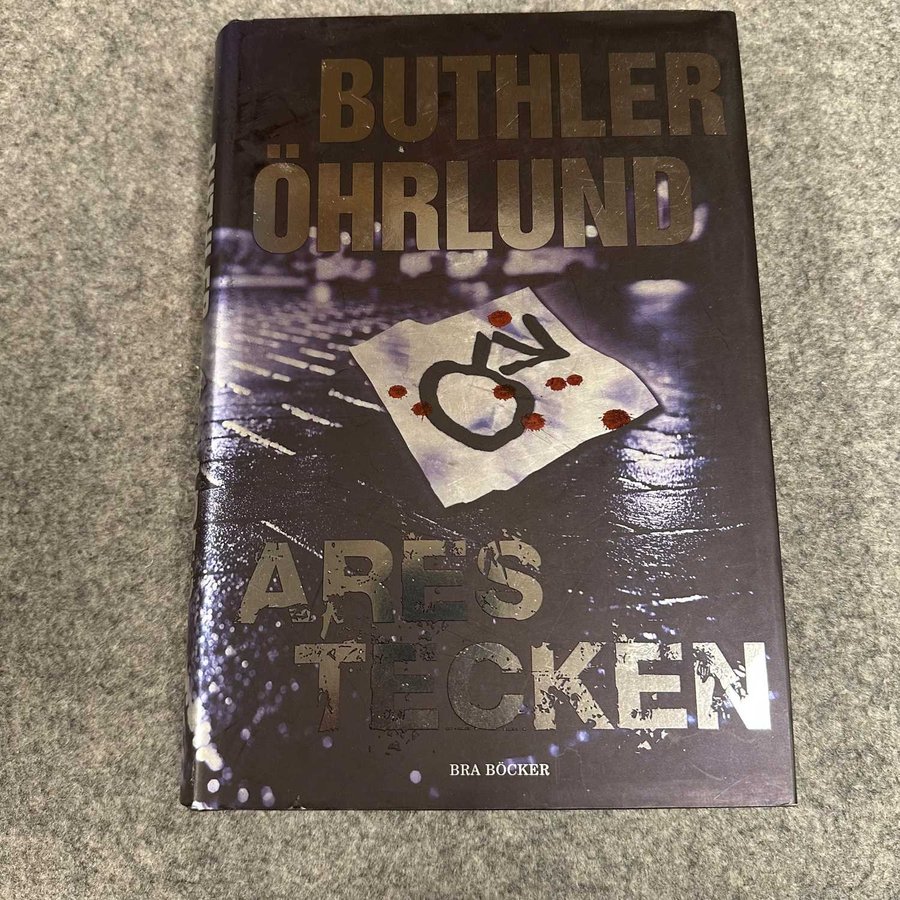 BUTHLER
ÖHRLUND
ARES
TECKEN
BRA BÖCKER